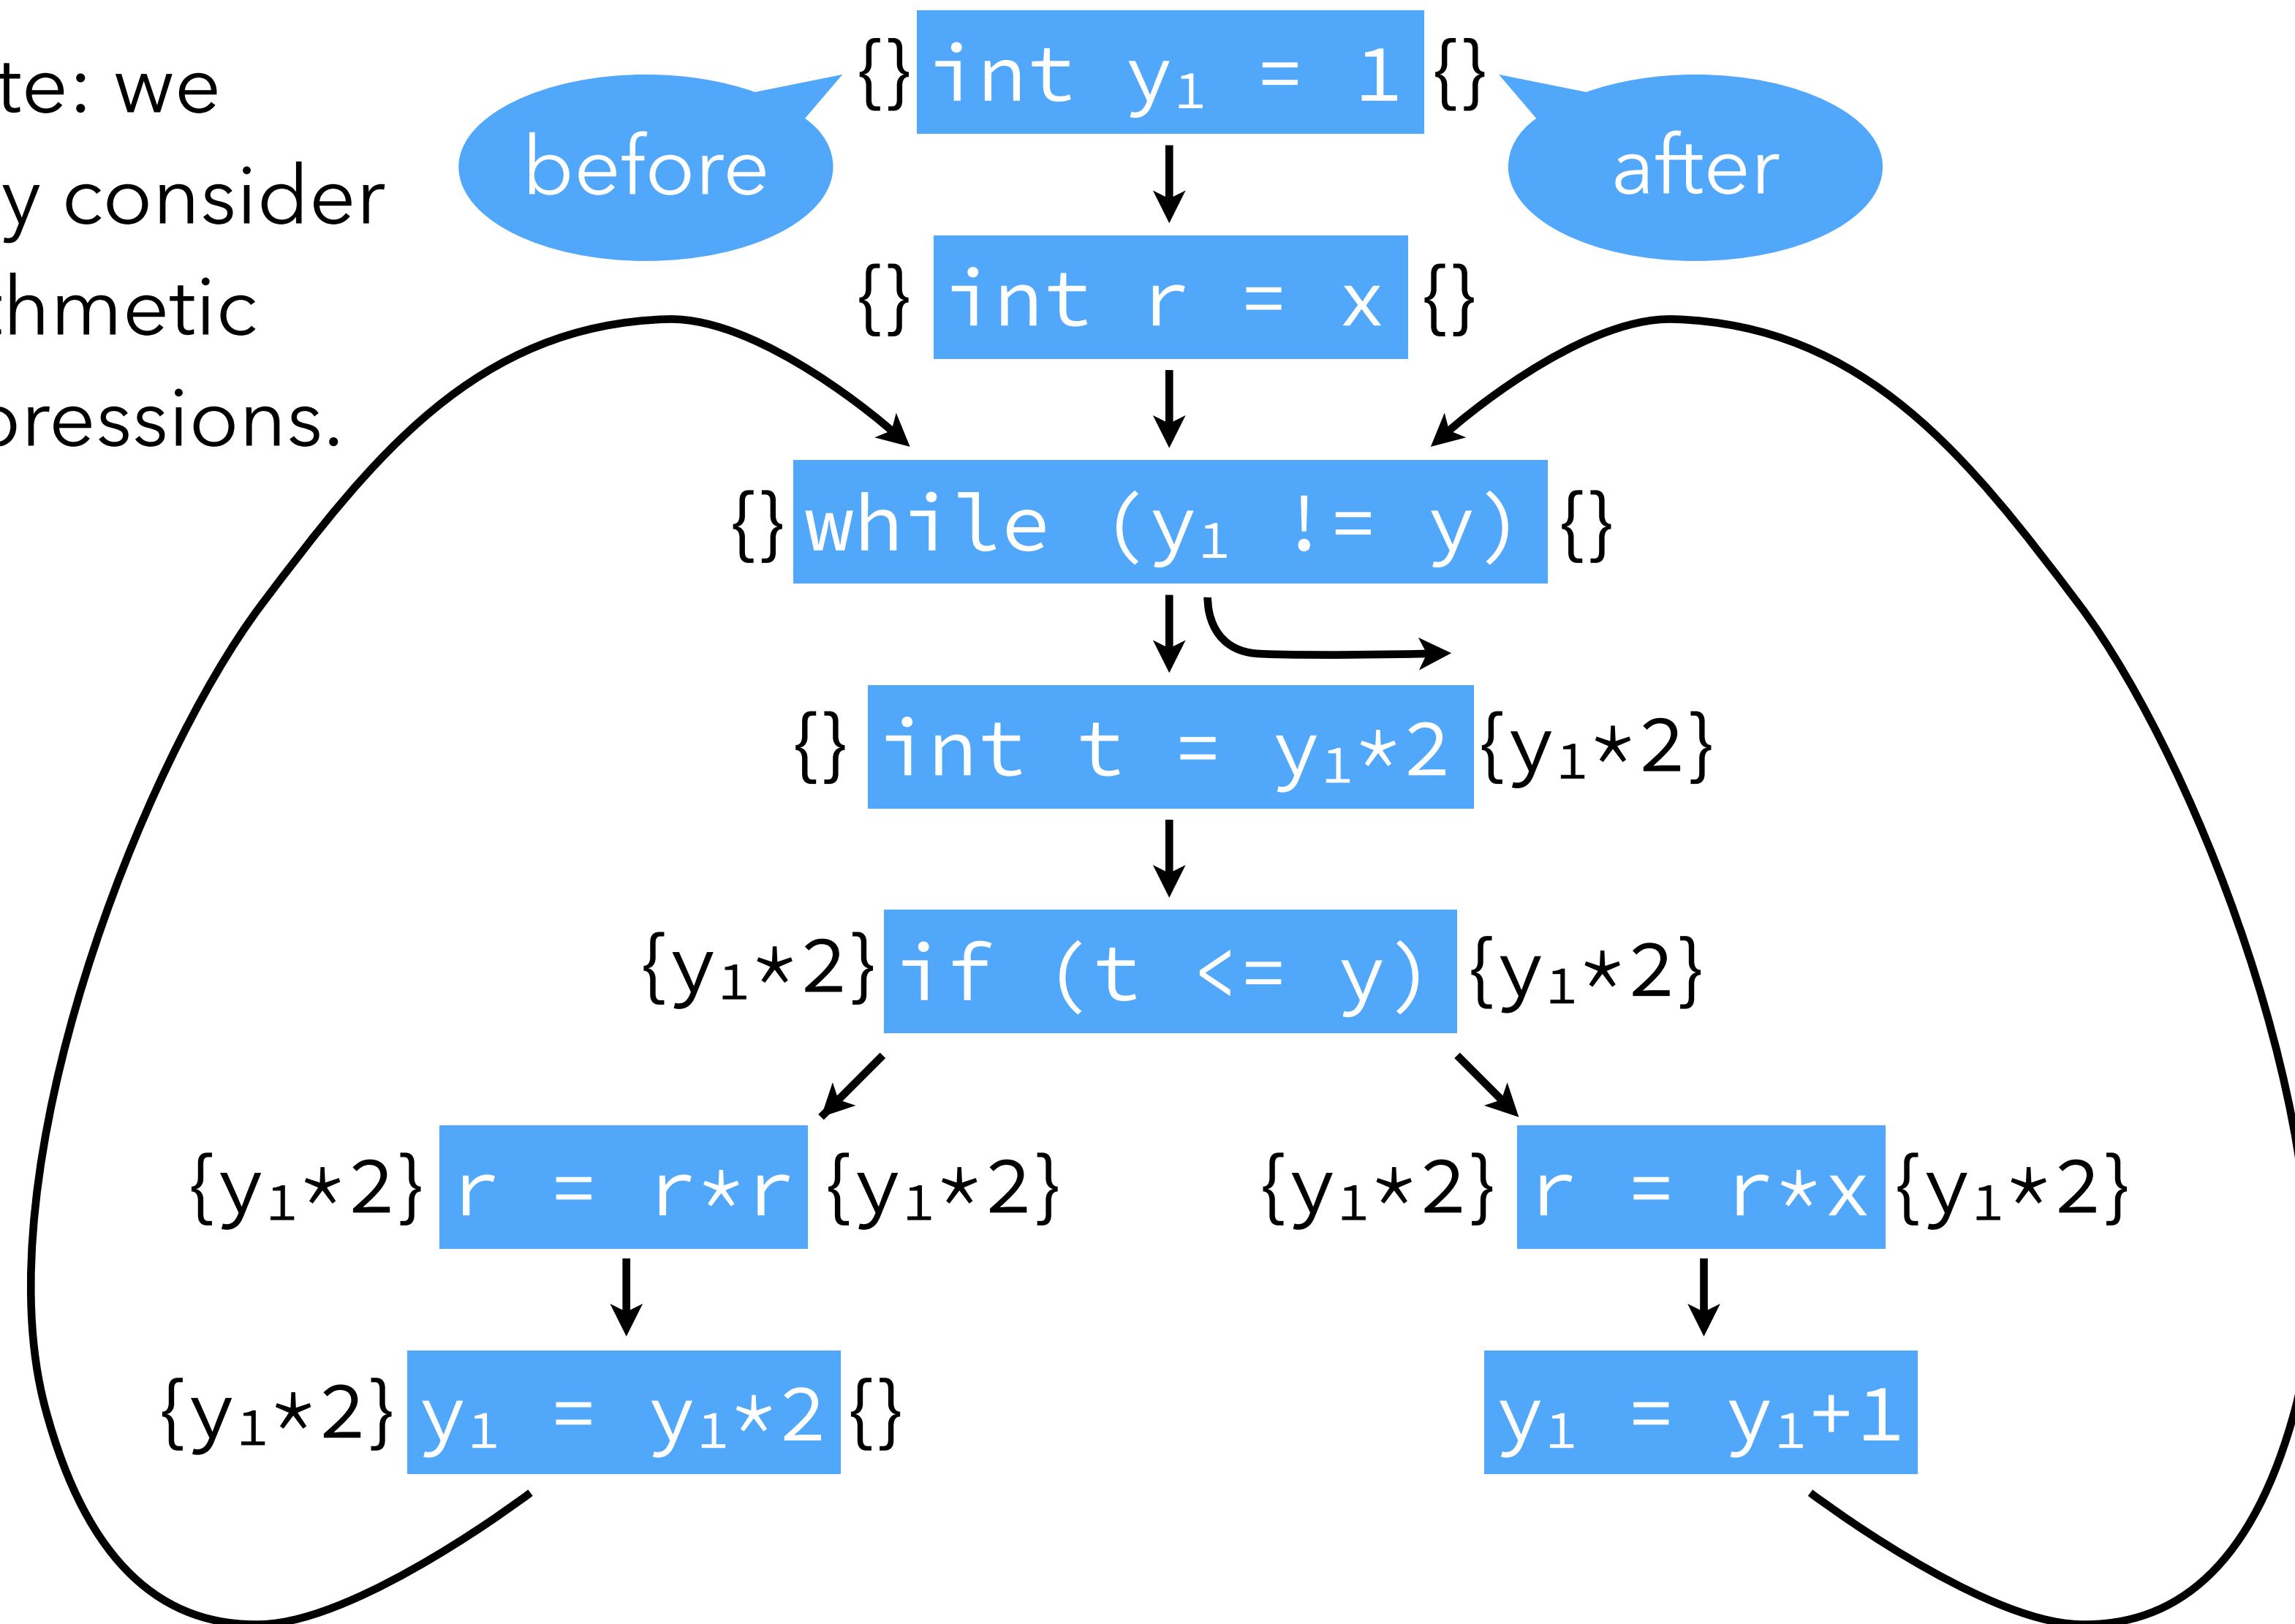 te: we
y consider
hmetic
ressions.
before
after
{} int y₁ = 1 {}
{} int r = x {}
{} while (y₁ != y) {}
{} int t = y₁*2 {y₁*2}
{y₁*2} if (t <= y) {y₁*2}
{y₁*2} r = r*r {y₁*2}
{y₁*2} r = r*x {y₁*2}
{y₁*2} y₁ = y₁*2 {}
y₁ = y₁+1